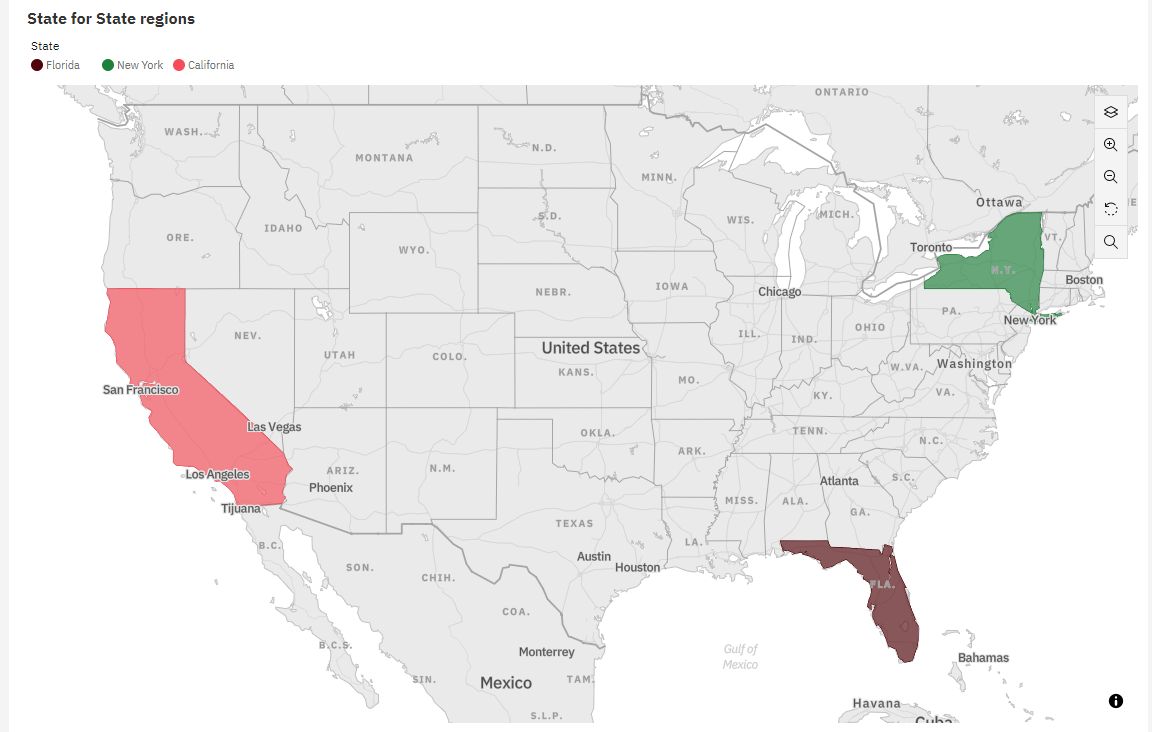 State for State regions
State
Florida New York California
ONTARIO
WASH.
N.D.
MONTANA
MINN.
Ottawa
S.D.
MICH.
WIS.
IDAHO
ORE.
VT.
Toronto
WYO.
N.Y.
Boston
IOWA
NEBR.
Chicago
PA.
New York
OHIO
ILL.
IND.
NEV.
United States
UTAH
COLO.
Washington
W.VA.
KANS.
MO.
San Francisco
KY.
VA.
Las Vegas
OKLA.
TENN.
N.C.
ARK.
ARIZ.
N.M.
Los Angeles
S.C.
Atlanta
Phoenix
MISS.
ALA.
Tijuana
GA.
TEXAS
LA.
B.C.
Austin
SON.
Houston
CHIH.
FLA.
COA.
B.C.S.
Monterrey
Gulf of
Mexico
Bahamas
SIN.
Mexico
TAM.
Havana
S.L.P.
Cuba